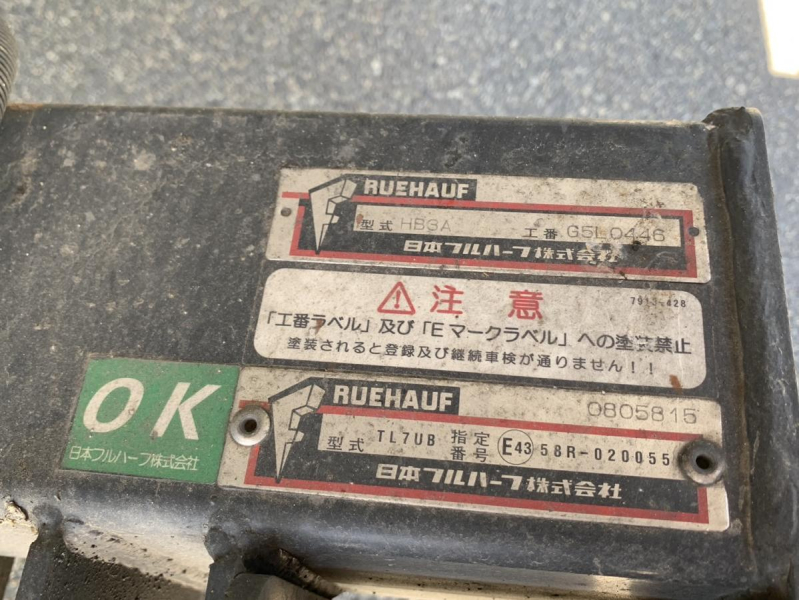 RUEHAUF
型式 HB3A 工番 G5L0446
日本フルハーフ株式会社
⚠注意 7913-428
「工番ラベル」及び「Eマークラベル」への塗装禁止
塗装されると登録及び継続車検が通りません!!
OK
日本フルハーフ株式会社
RUEHAUF 0805815
型式 TL7UB 指定番号 E43 58R-020055
日本フルハーフ株式会社